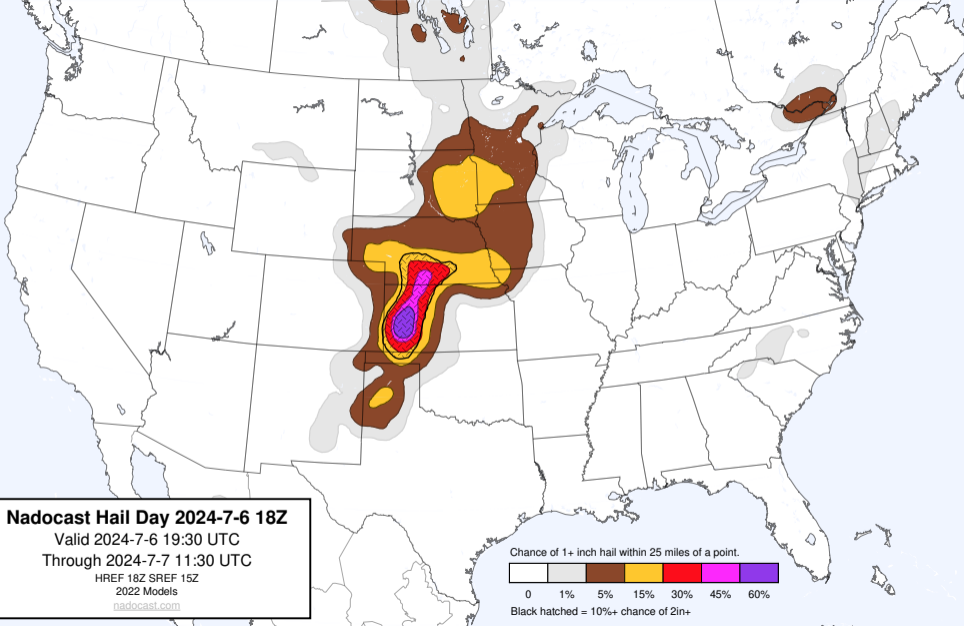 Nadocast Hail Day 2024-7-6 18Z
Valid 2024-7-6 19:30 UTC
Through 2024-7-7 11:30 UTC
HREF 18Z SREF 15Z
2022 Models
nadocast.com
Chance of 1+ inch hail within 25 miles of a point.
0 1% 5% 15% 30% 45% 60%
Black hatched = 10%+ chance of 2in+